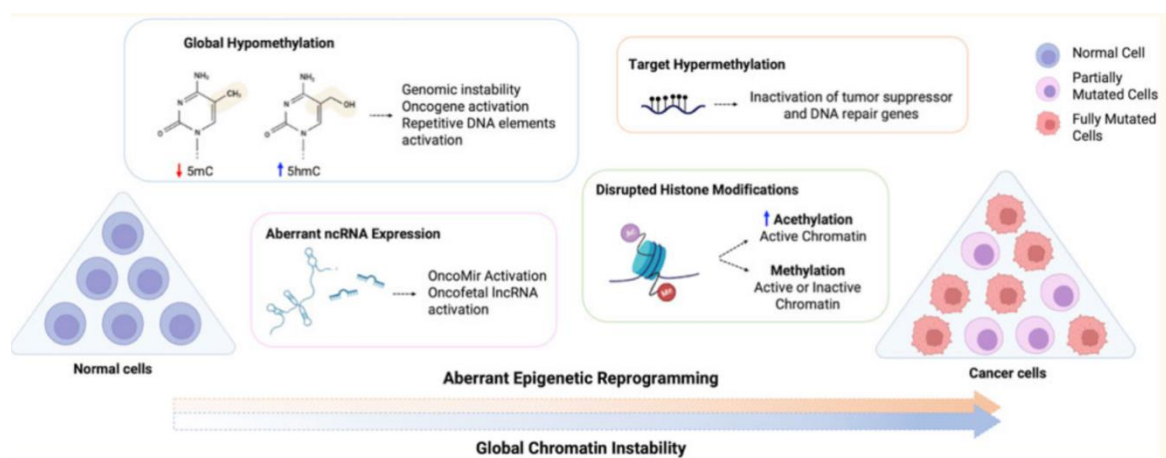 Global Hypomethylation
NH₂
CH₃
N
O
N
↓ 5mC
NH₂
OH
N
O
N
↑ 5hmC
Genomic instability
Oncogene activation
Repetitive DNA elements
activation
Target Hypermethylation
Inactivation of tumor suppressor
and DNA repair genes
Normal Cell
Partially
Mutated Cells
Fully Mutated
Cells
Aberrant ncRNA Expression
OncoMir Activation
Oncofetal lncRNA
activation
Disrupted Histone Modifications
Ac
Me
↑ Acethylation
Active Chromatin
Methylation
Active or Inactive
Chromatin
Normal cells
Cancer cells
Aberrant Epigenetic Reprogramming
Global Chromatin Instability